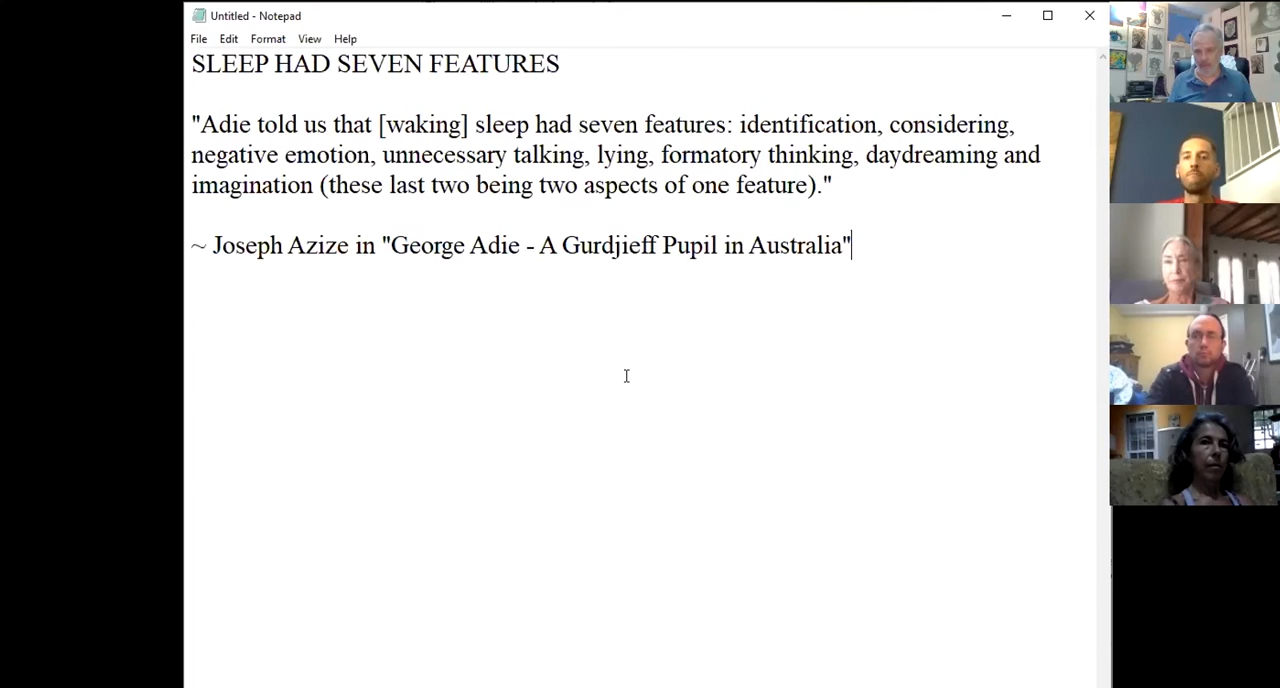 Untitled - Notepad
File Edit Format View Help
SLEEP HAD SEVEN FEATURES
"Adie told us that [waking] sleep had seven features: identification, considering,
negative emotion, unnecessary talking, lying, formatory thinking, daydreaming and
imagination (these last two being two aspects of one feature)."
~ Joseph Azize in "George Adie - A Gurdjieff Pupil in Australia"